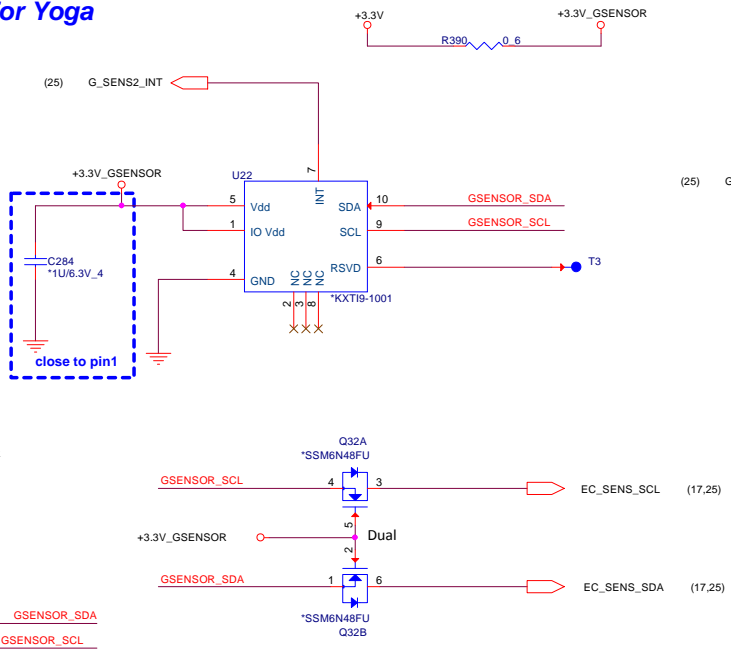 or Yoga
+3.3V
+3.3V_GSENSOR
R390
0_6
(25)
G_SENS2_INT
+3.3V_GSENSOR
U22
7
INT
5
Vdd
SDA
10
GSENSOR_SDA
1
IO Vdd
SCL
9
GSENSOR_SCL
(25)
G
4
GND
RSVD
6
T3
NC
NC
NC
2
3
8
*KXTI9-1001
C284
*1U/6.3V_4
close to pin1
Q32A
*SSM6N48FU
GSENSOR_SCL
4
3
EC_SENS_SCL
(17,25)
5
+3.3V_GSENSOR
Dual
2
GSENSOR_SDA
1
6
EC_SENS_SDA
(17,25)
*SSM6N48FU
Q32B
GSENSOR_SDA
GSENSOR_SCL